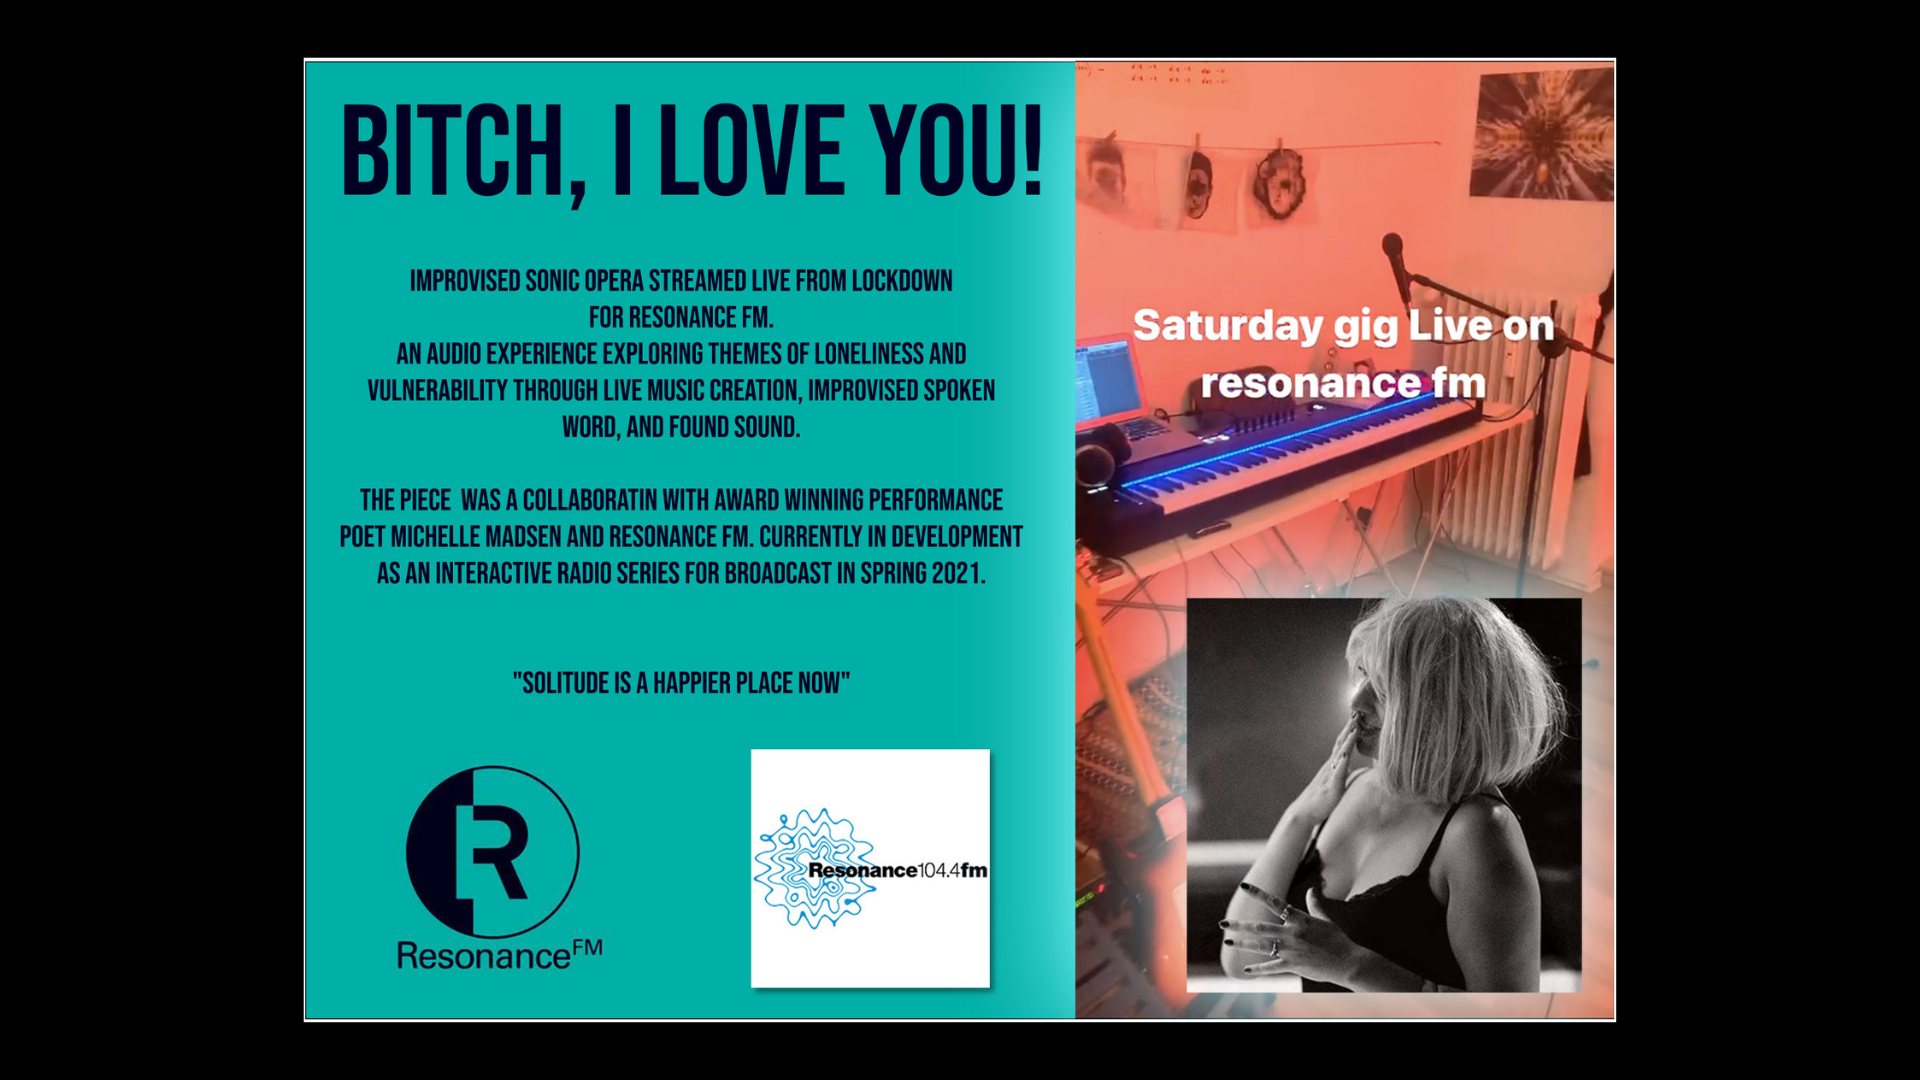 BITCH, I LOVE YOU!
IMPROVISED SONIC OPERA STREAMED LIVE FROM LOCKDOWN
FOR RESONANCE FM.
AN AUDIO EXPERIENCE EXPLORING THEMES OF LONELINESS AND
VULNERABILITY THROUGH LIVE MUSIC CREATION, IMPROVISED SPOKEN
WORD, AND FOUND SOUND.
THE PIECE  WAS A COLLABORATIN WITH AWARD WINNING PERFORMANCE
POET MICHELLE MADSEN AND RESONANCE FM. CURRENTLY IN DEVELOPMENT
AS AN INTERACTIVE RADIO SERIES FOR BROADCAST IN SPRING 2021.
"SOLITUDE IS A HAPPIER PLACE NOW"
R
Resonance FM
Resonance104.4fm
Saturday gig Live on
resonance fm